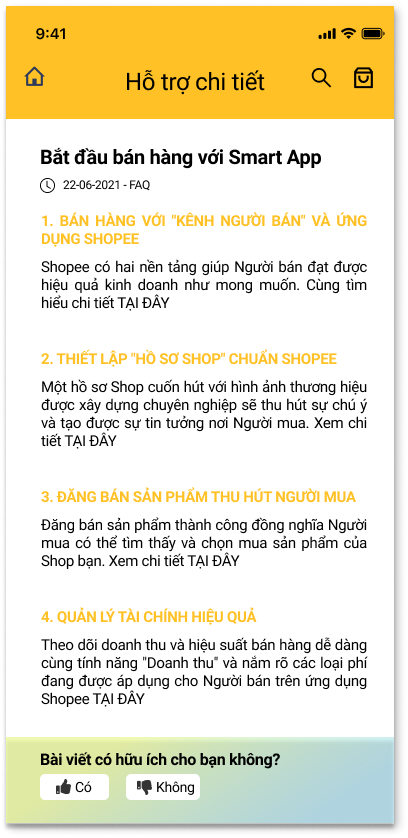 9:41
Hỗ trợ chi tiết
Bắt đầu bán hàng với Smart App
22-06-2021 - FAQ
1. BÁN HÀNG VỚI "KÊNH NGƯỜI BÁN" VÀ ỨNG
DỤNG SHOPEE
Shopee có hai nền tảng giúp Người bán đạt được
hiệu quả kinh doanh như mong muốn. Cùng tìm
hiểu chi tiết TẠI ĐÂY
2. THIẾT LẬP "HỒ SƠ SHOP" CHUẨN SHOPEE
Một hồ sơ Shop cuốn hút với hình ảnh thương hiệu
được xây dựng chuyên nghiệp sẽ thu hút sự chú ý
và tạo được sự tin tưởng nơi Người mua. Xem chi
tiết TẠI ĐÂY
3. ĐĂNG BÁN SẢN PHẨM THU HÚT NGƯỜI MUA
Đăng bán sản phẩm thành công đồng nghĩa Người
mua có thể tìm thấy và chọn mua sản phẩm của
Shop bạn. Xem chi tiết TẠI ĐÂY
4. QUẢN LÝ TÀI CHÍNH HIỆU QUẢ
Theo dõi doanh thu và hiệu suất bán hàng dễ dàng
cùng tính năng "Doanh thu" và nắm rõ các loại phí
đang được áp dụng cho Người bán trên ứng dụng
Shopee TẠI ĐÂY
Bài viết có hữu ích cho bạn không?
Có Không